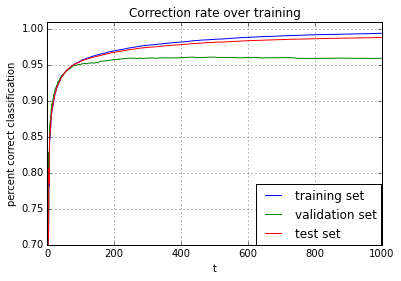 Correction rate over training
percent correct classification
1.00
0.95
0.90
0.85
0.80
0.75
0.70
0
200
400
600
800
1000
t
training set
validation set
test set